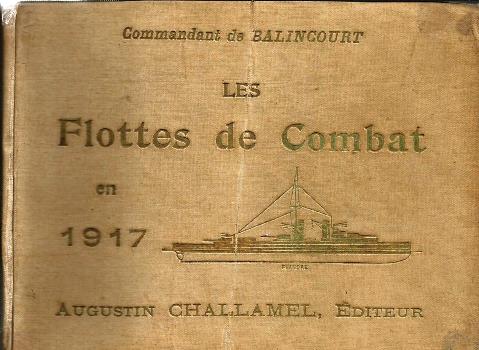 Commandant de BALINCOURT
LES
Flottes de Combat
en
1917
AUGUSTIN CHALLAMEL, ÉDITEUR